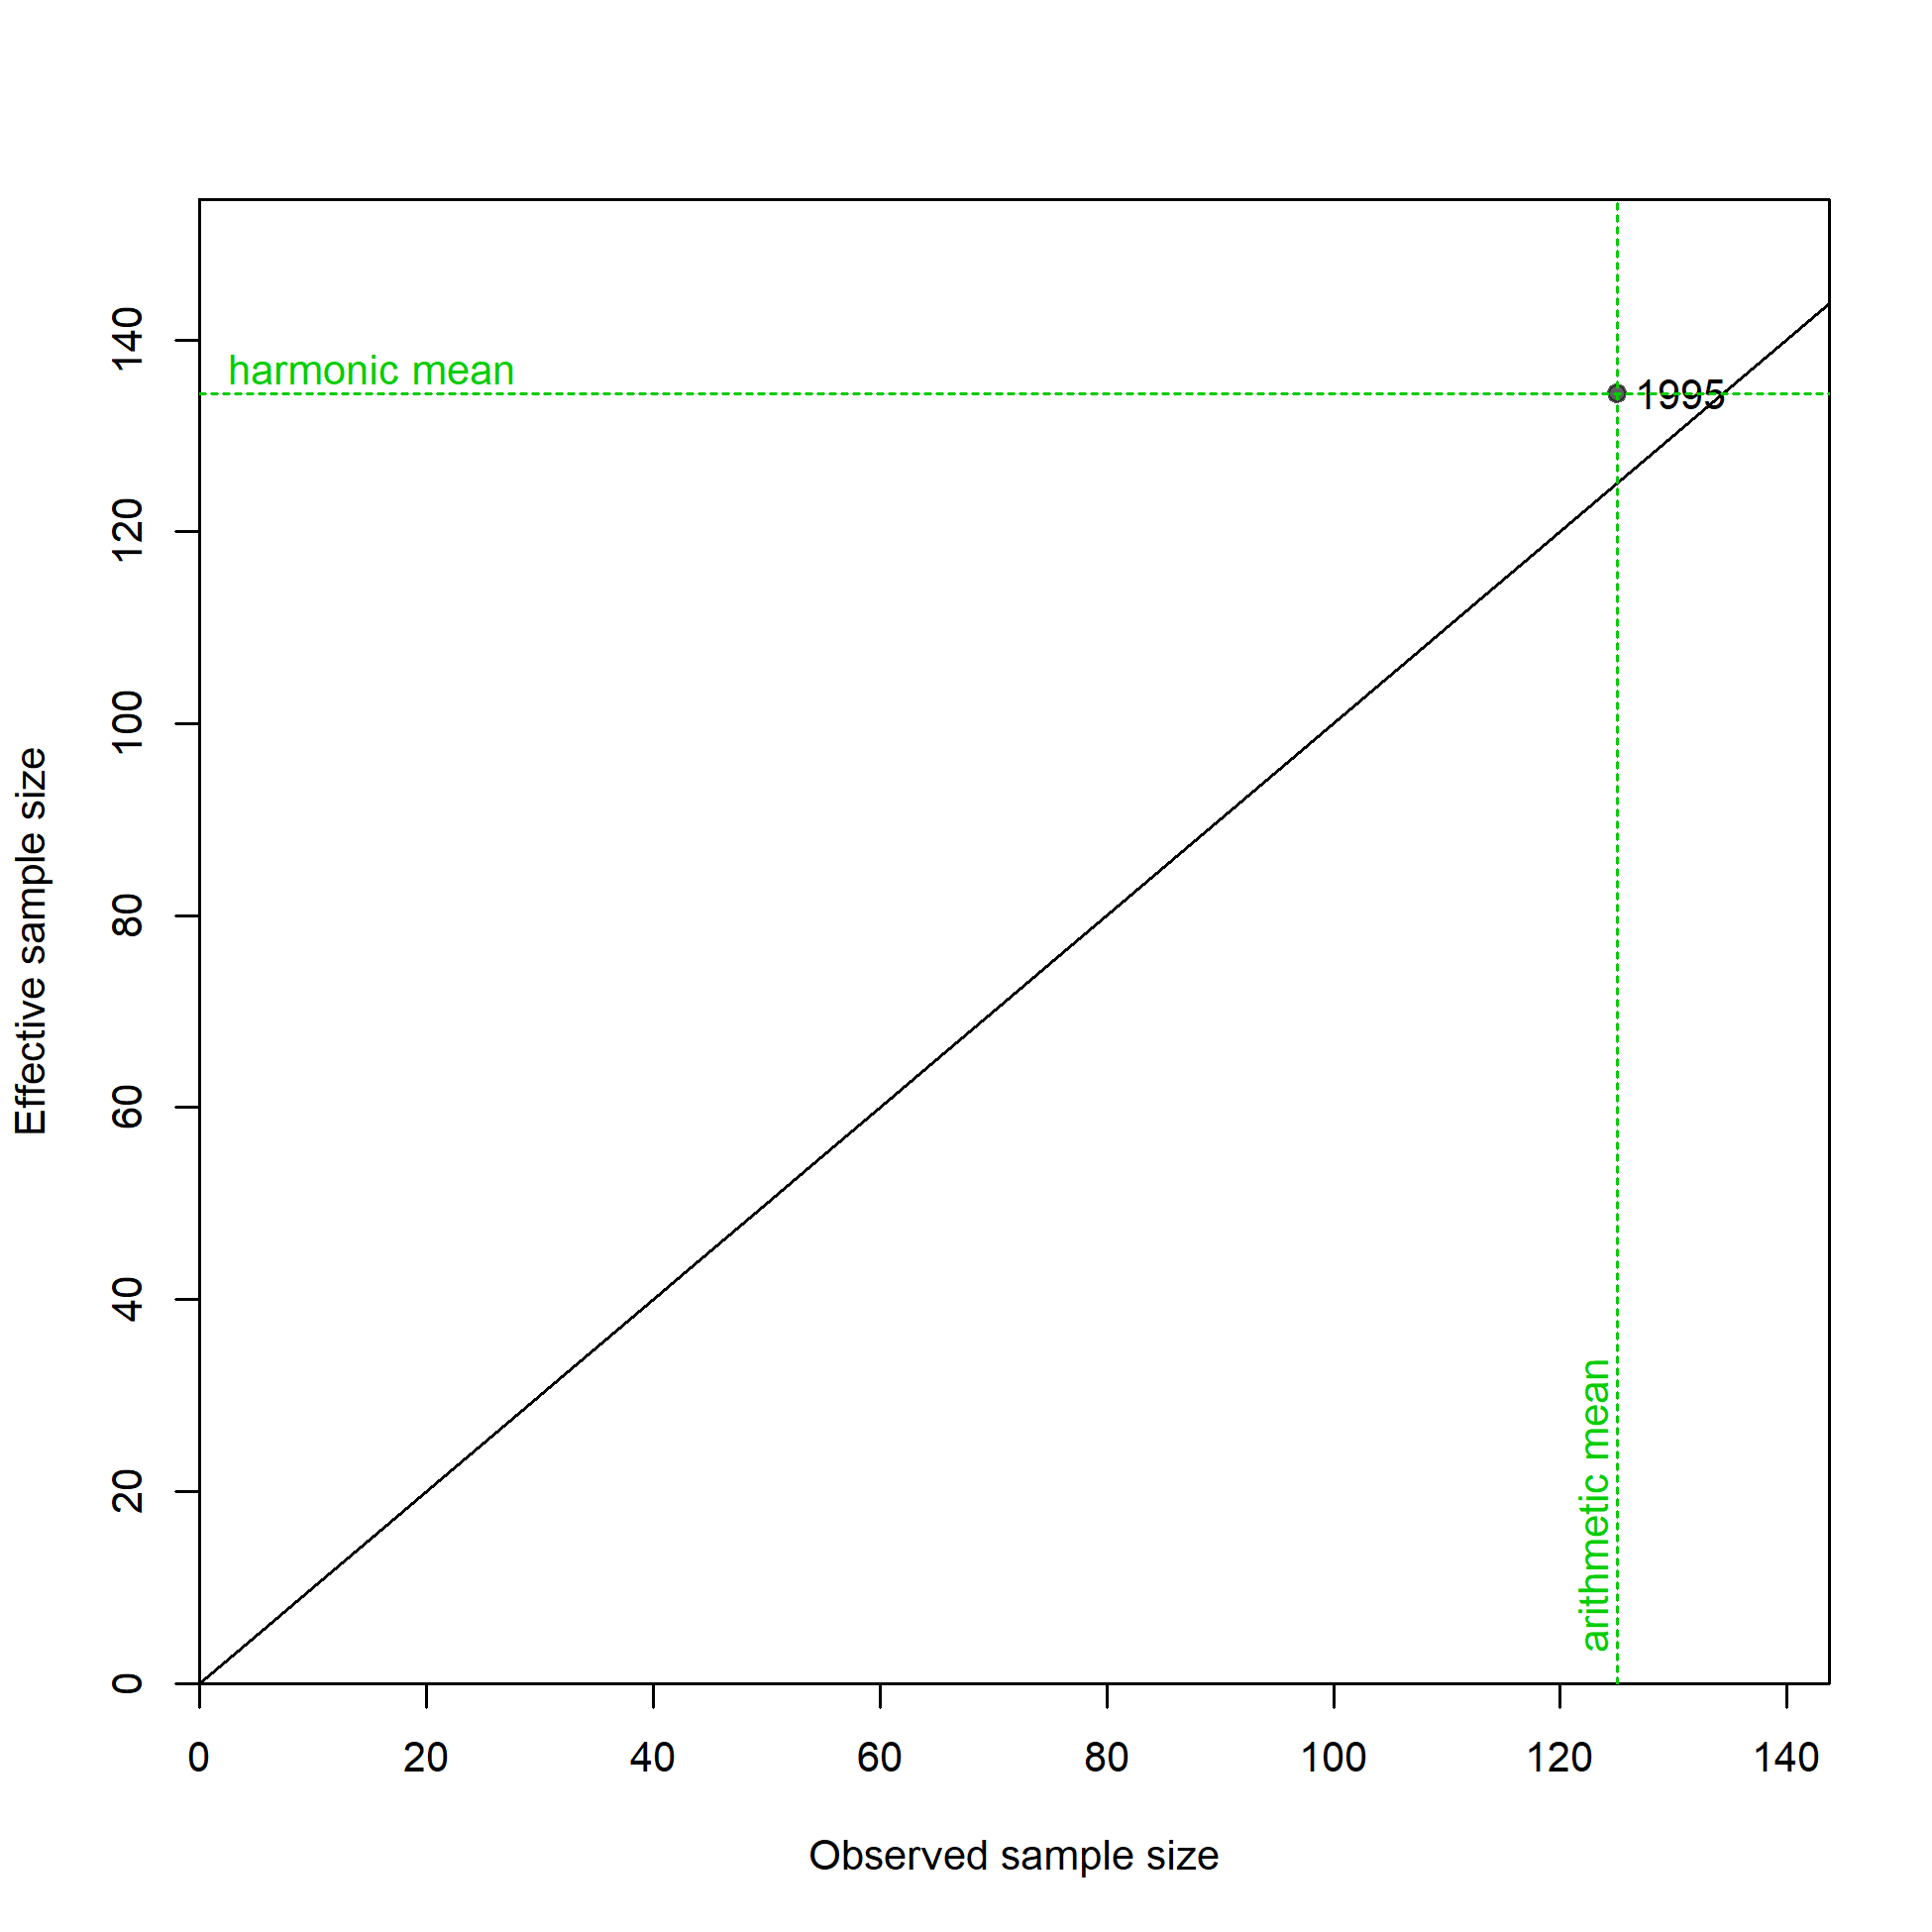 harmonic mean
1995
arithmetic mean
Effective sample size
140
120
100
80
60
40
20
0
0 20 40 60 80 100 120 140
Observed sample size